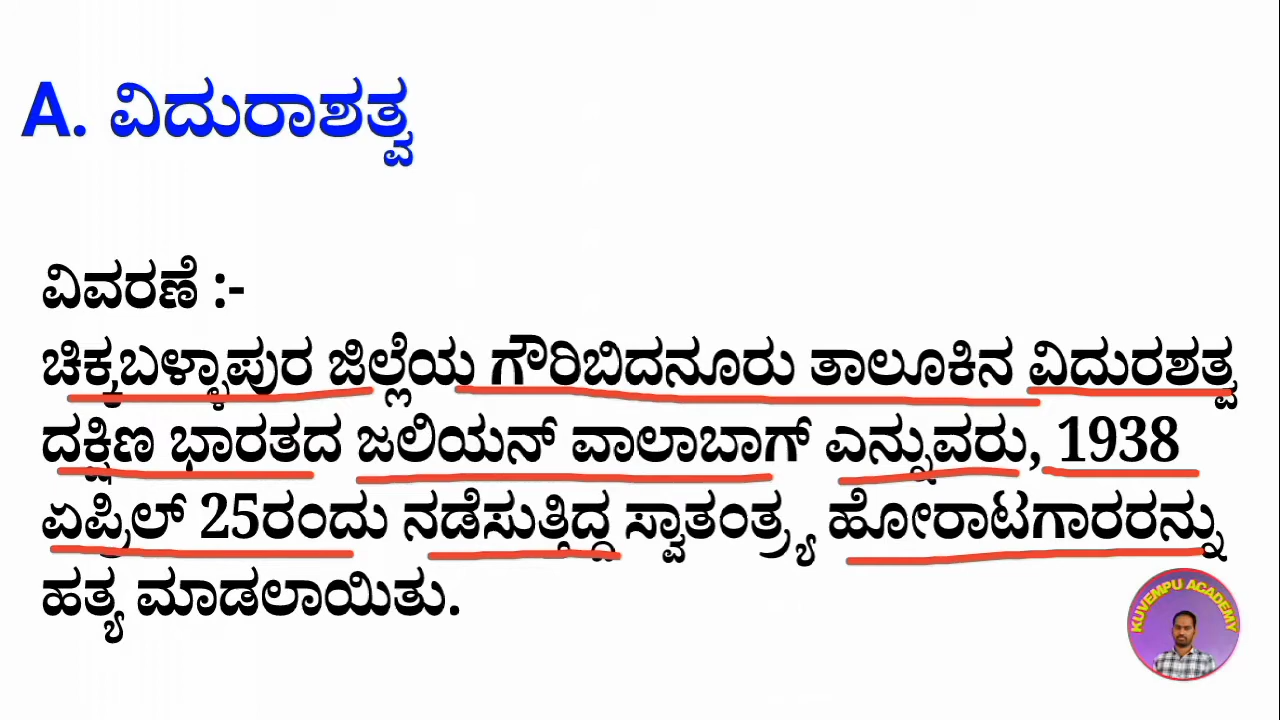 A. ವಿದುರಾಶತ್ವ
ವಿವರಣೆ :-
ಚಿಕ್ಕಬಳ್ಳಾಪುರ ಜಿಲ್ಲೆಯ ಗೌರಿಬಿದನೂರು ತಾಲೂಕಿನ ವಿದುರಶತ್ವ
ದಕ್ಷಿಣ ಭಾರತದ ಜಲಿಯನ್ ವಾಲಾಬಾಗ್ ಎನ್ನುವರು, 1938
ಏಪ್ರಿಲ್ 25ರಂದು ನಡೆಸುತ್ತಿದ್ದ ಸ್ವಾತಂತ್ರ್ಯ ಹೋರಾಟಗಾರರನ್ನು
ಹತ್ಯ ಮಾಡಲಾಯಿತು.
KUVEMPU ACADEMY